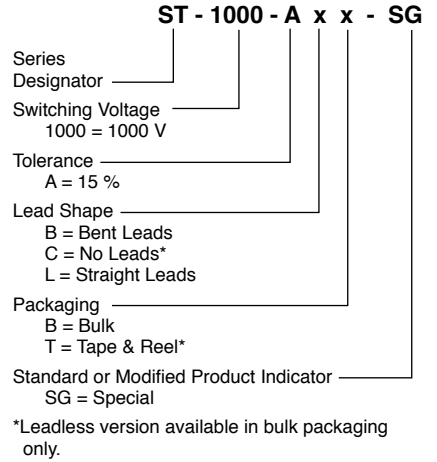 ST - 1000 - A x x - SG
Series
Designator
Switching Voltage
1000 = 1000 V
Tolerance
A = 15 %
Lead Shape
B = Bent Leads
C = No Leads*
L = Straight Leads
Packaging
B = Bulk
T = Tape & Reel*
Standard or Modified Product Indicator
SG = Special
*Leadless version available in bulk packaging
only.